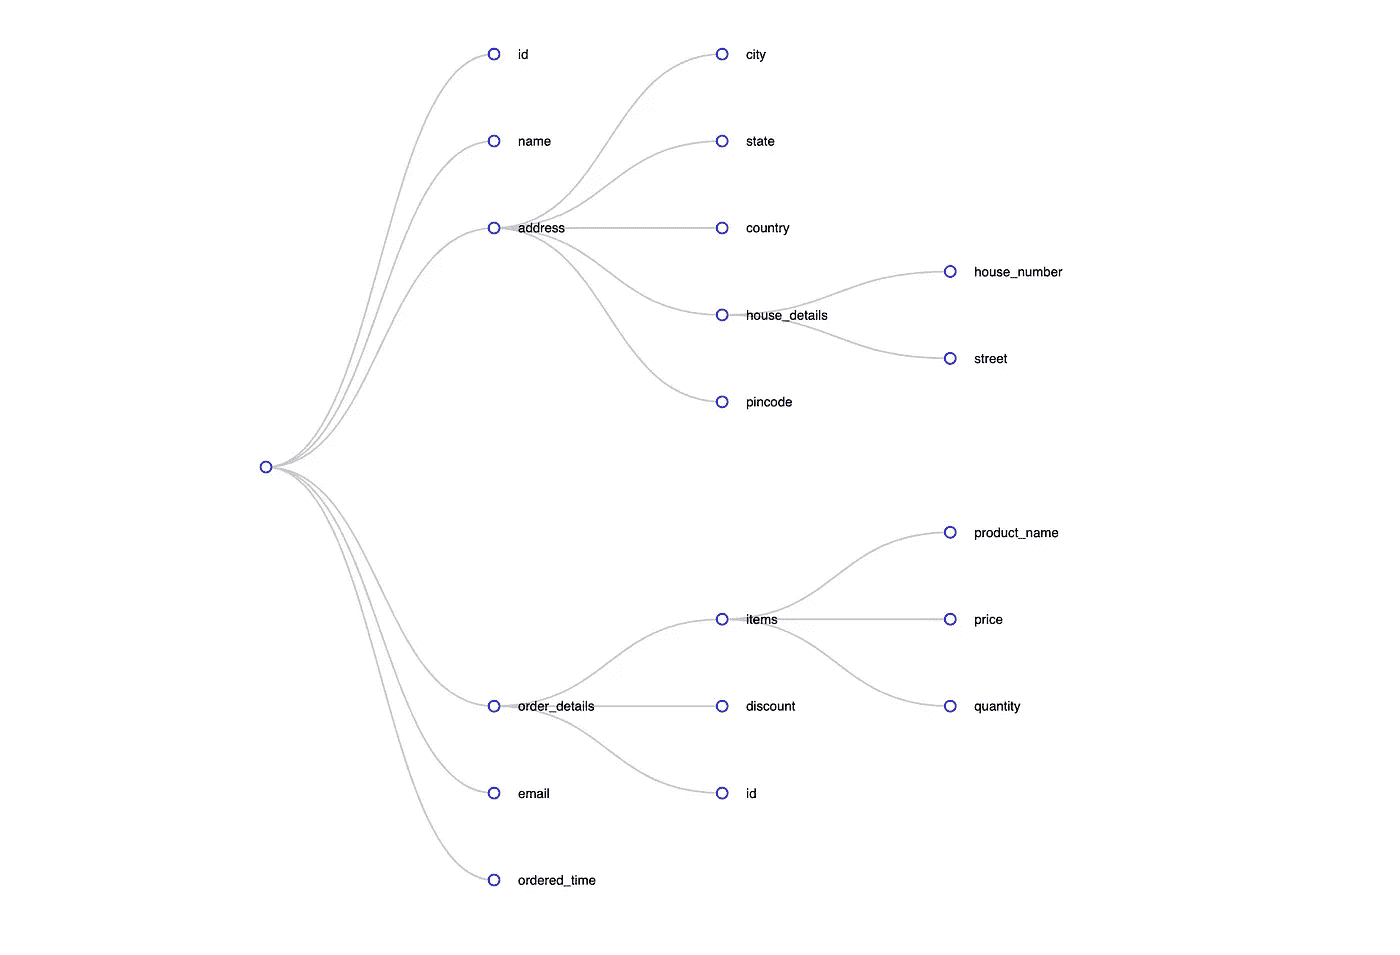 id
city
name
state
address
country
house_number
house_details
street
pincode
product_name
items
price
order_details
discount
quantity
email
id
ordered_time